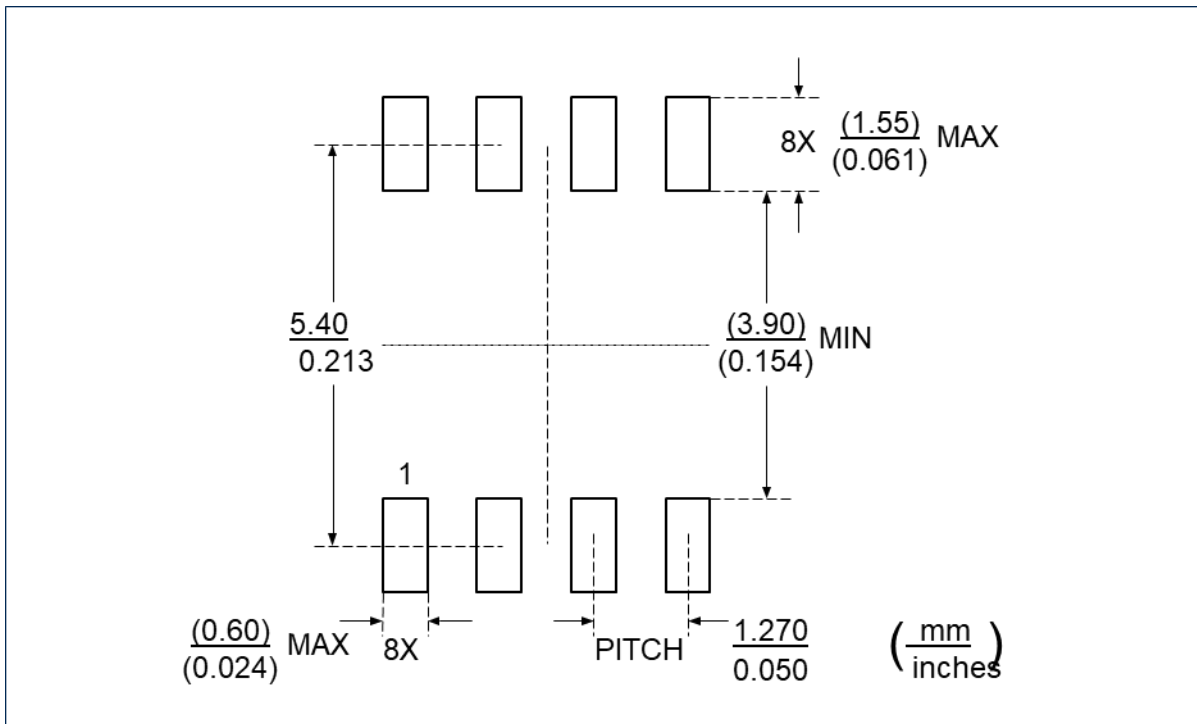 8X (1.55) MAX
(0.061)
5.40
0.213
(3.90) MIN
(0.154)
1
(0.60) MAX
(0.024)
8X
PITCH
1.270
0.050
(mm
inches)